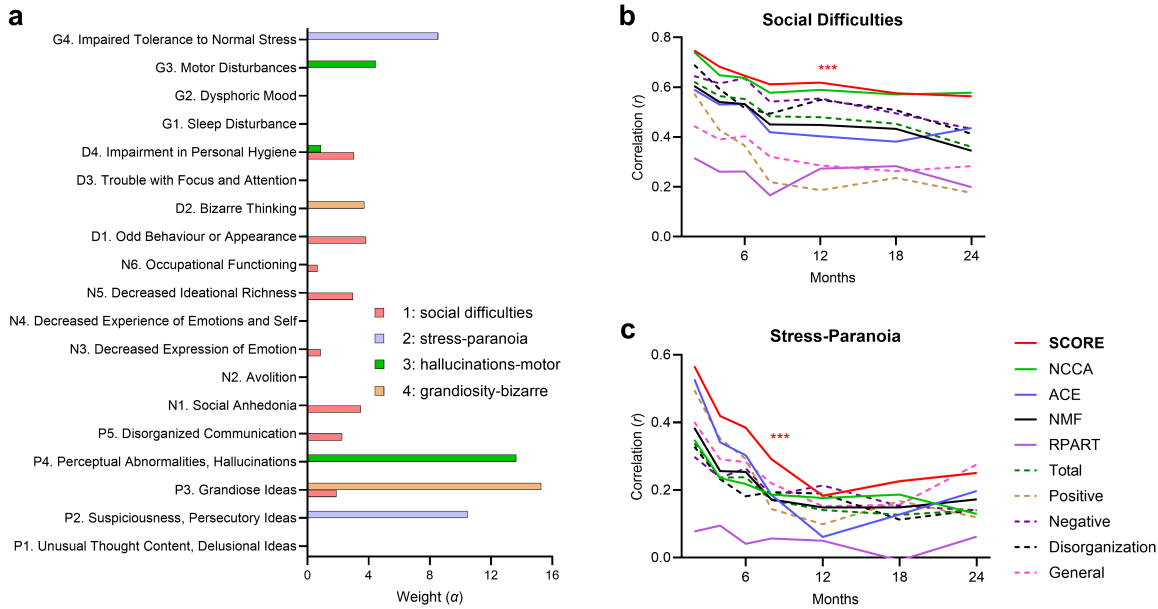 a
G4. Impaired Tolerance to Normal Stress
G3. Motor Disturbances
G2. Dysphoric Mood
G1. Sleep Disturbance
D4. Impairment in Personal Hygiene
D3. Trouble with Focus and Attention
D2. Bizarre Thinking
D1. Odd Behaviour or Appearance
N6. Occupational Functioning
N5. Decreased Ideational Richness
N4. Decreased Experience of Emotions and Self
N3. Decreased Expression of Emotion
N2. Avolition
N1. Social Anhedonia
P5. Disorganized Communication
P4. Perceptual Abnormalities, Hallucinations
P3. Grandiose Ideas
P2. Suspiciousness, Persecutory Ideas
P1. Unusual Thought Content, Delusional Ideas
0 4 8 12 16
Weight (α)
1: social difficulties
2: stress-paranoia
3: hallucinations-motor
4: grandiosity-bizarre
b
Social Difficulties
0.8
0.6
0.4
0.2
0.0
Correlation (r)
***
6 12 18 24
Months
c
Stress-Paranoia
0.6
0.4
0.2
0.0
Correlation (r)
***
6 12 18 24
Months
SCORE
NCCA
ACE
NMF
RPART
Total
Positive
Negative
Disorganization
General